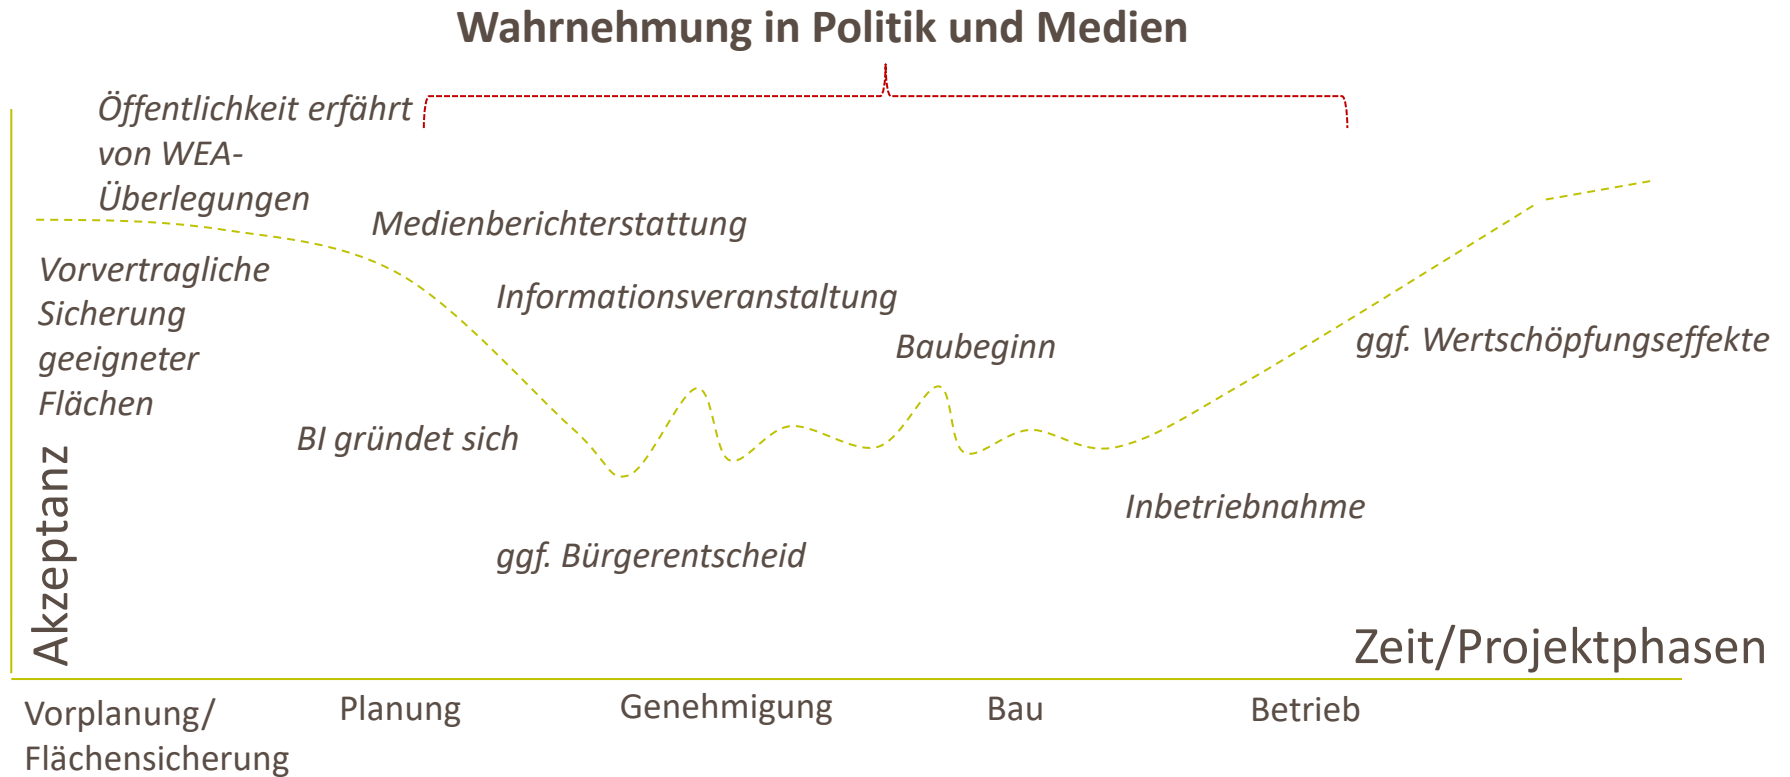 Wahrnehmung in Politik und Medien
Öffentlichkeit erfährt
von WEA-
Überlegungen
Medienberichterstattung
Vorvertragliche
Sicherung
geeigneter
Flächen
Informationsveranstaltung
Baubeginn
ggf. Wertschöpfungseffekte
BI gründet sich
Inbetriebnahme
ggf. Bürgerentscheid
Akzeptanz
Zeit/Projektphasen
Vorplanung/
Flächensicherung
Planung
Genehmigung
Bau
Betrieb